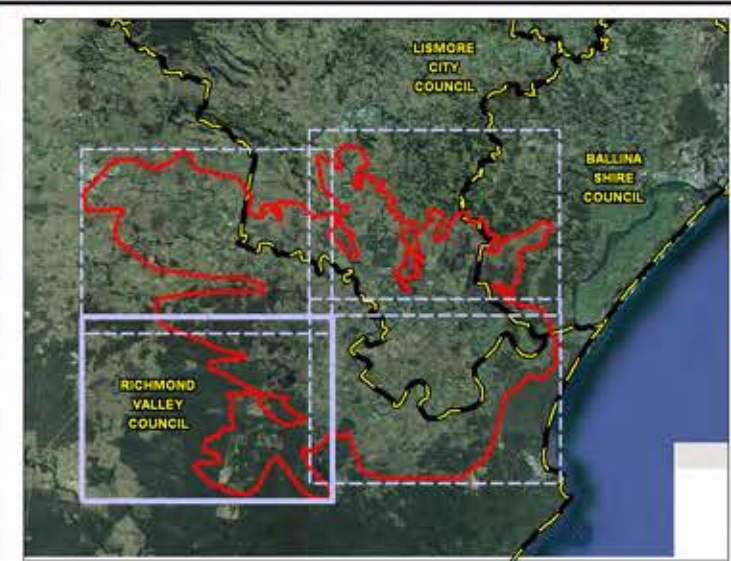 LISMORE
CITY
COUNCIL
BALLINA
SHIRE
COUNCIL
RICHMOND
VALLEY
COUNCIL